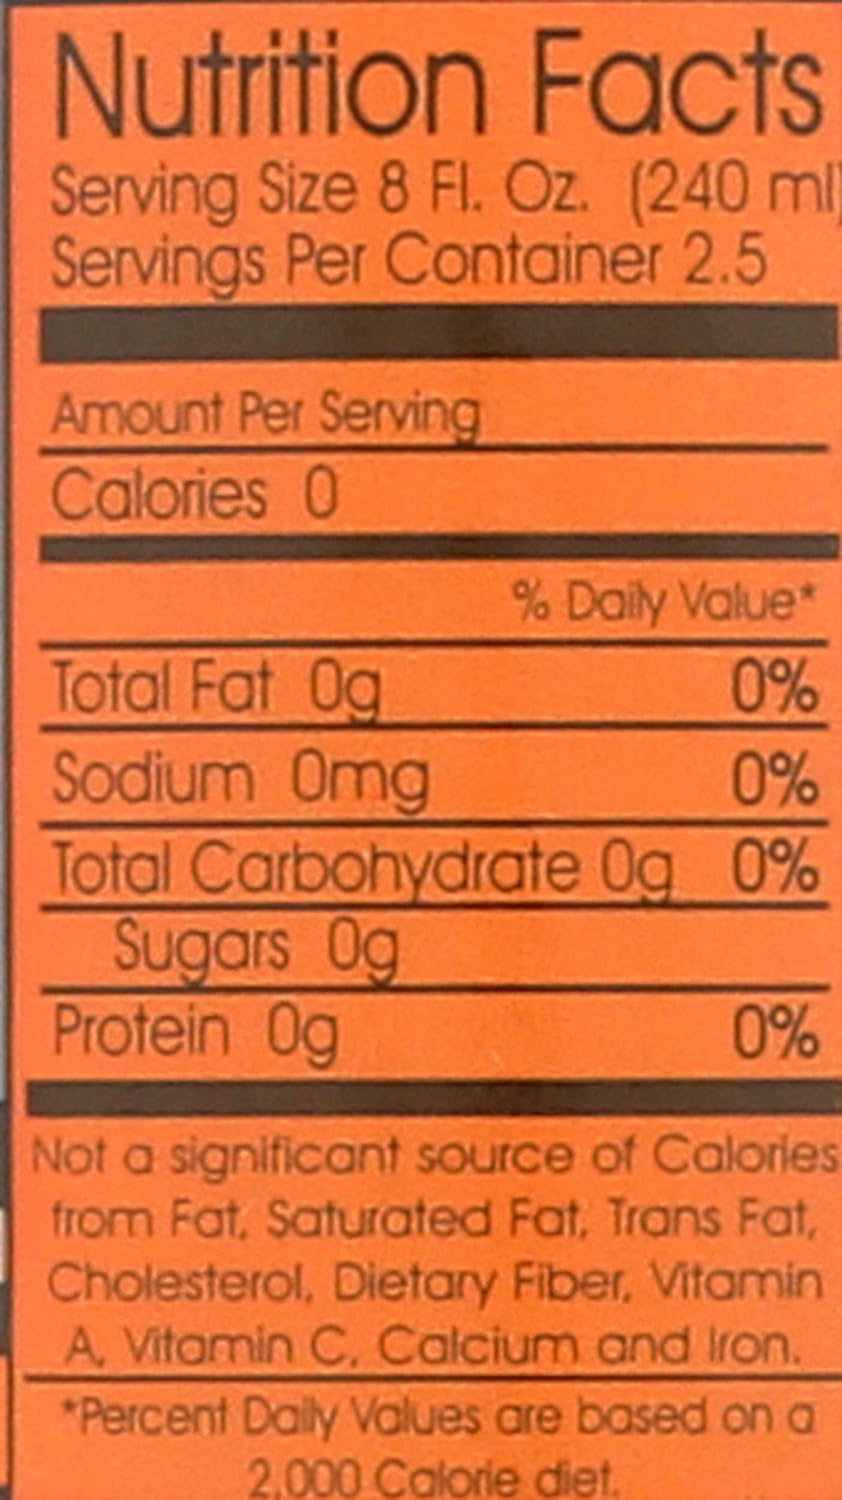 Nutrition Facts
Serving Size 8 Fl. Oz. (240 ml)
Servings Per Container 2.5
Amount Per Serving
Calories 0
% Daily Value*
Total Fat 0g 0%
Sodium 0mg 0%
Total Carbohydrate 0g 0%
Sugars 0g
Protein 0g 0%
Not a significant source of Calories
from Fat, Saturated Fat, Trans Fat,
Cholesterol, Dietary Fiber, Vitamin
A, Vitamin C, Calcium and Iron.
*Percent Daily Values are based on a
2,000 Calorie diet.